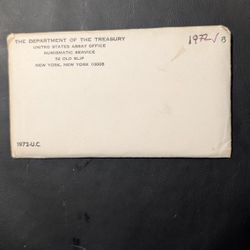 THE DEPARTMENT OF THE TREASURY
UNITED STATES ASSAY OFFICE
NUMISMATIC SERVICE
32 OLD SLIP
NEW YORK, NEW YORK 10005
1972
1972-U.C.